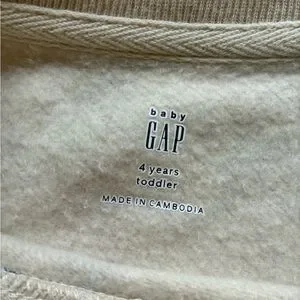 baby
GAP
4 years
toddler
MADE IN CAMBODIA